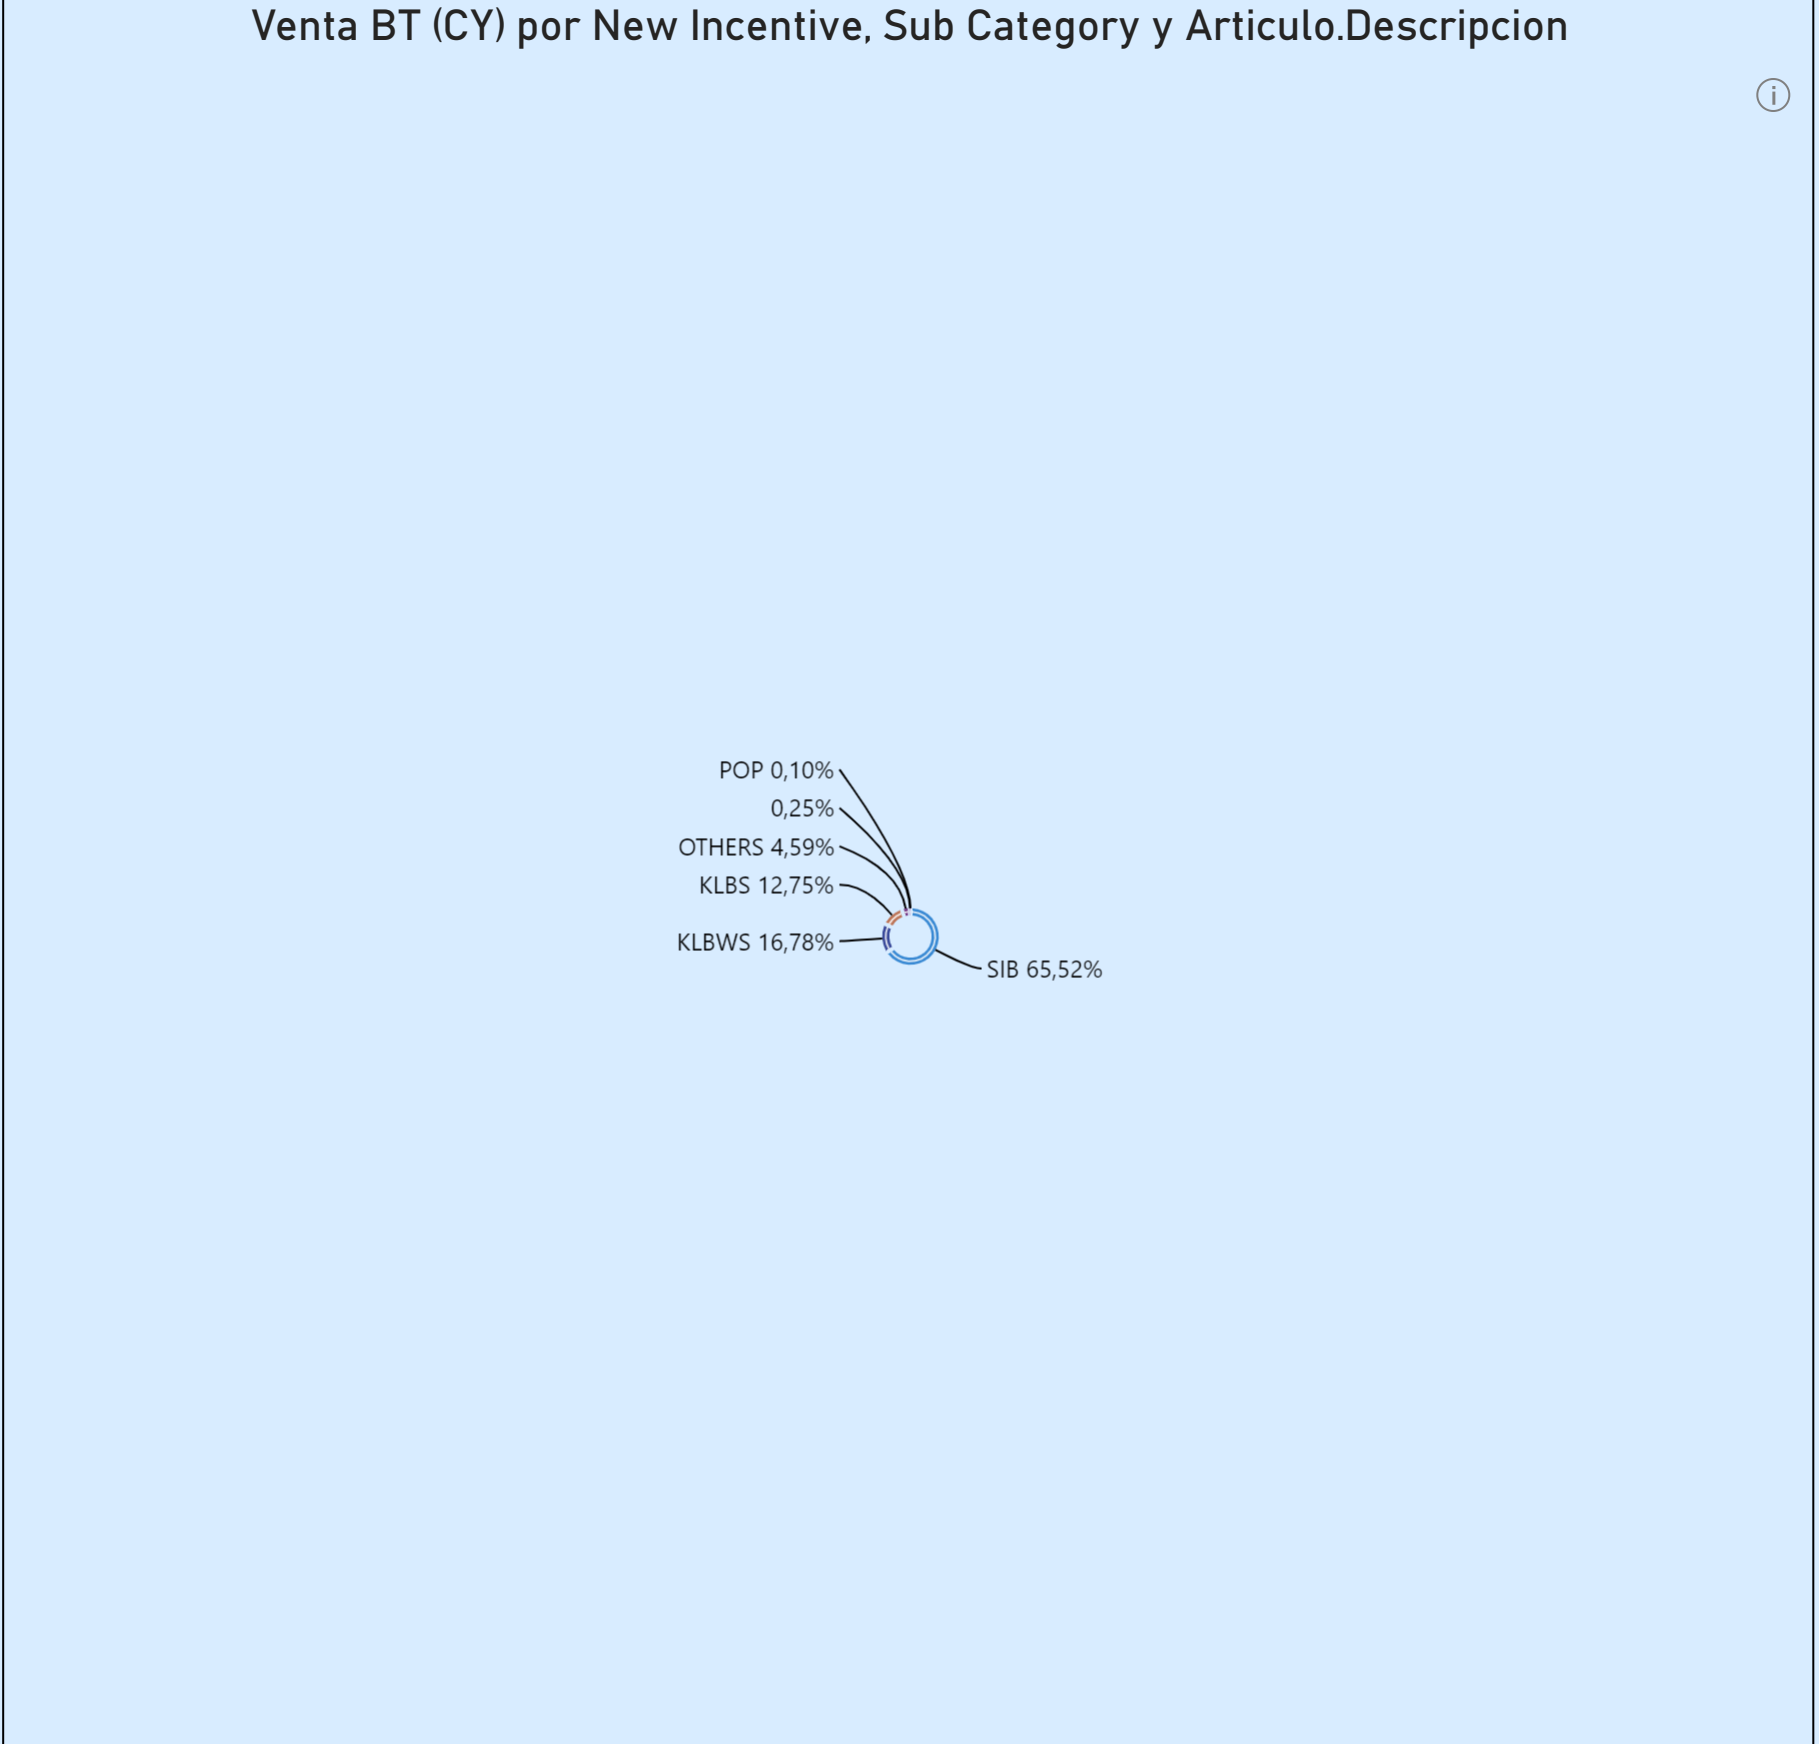 Venta BT (CY) por New Incentive, Sub Category y Articulo.Descripcion
POP 0,10%
0,25%
OTHERS 4,59%
KLBS 12,75%
KLBWS 16,78%
SIB 65,52%